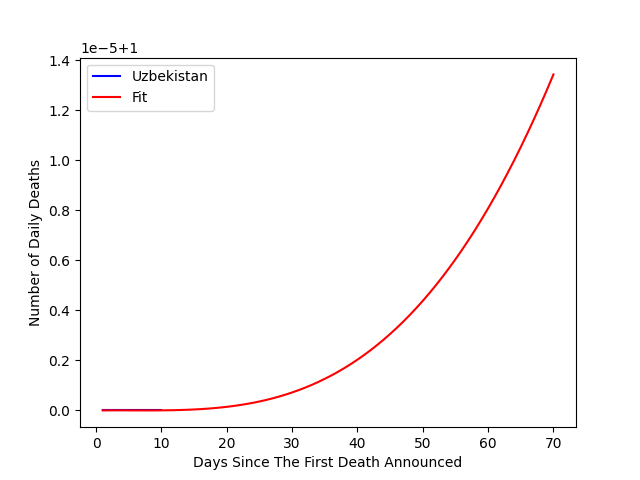 1e−5+1
Uzbekistan
Fit
1.4
1.2
1.0
0.8
0.6
0.4
0.2
0.0
Number of Daily Deaths
0 10 20 30 40 50 60 70
Days Since The First Death Announced